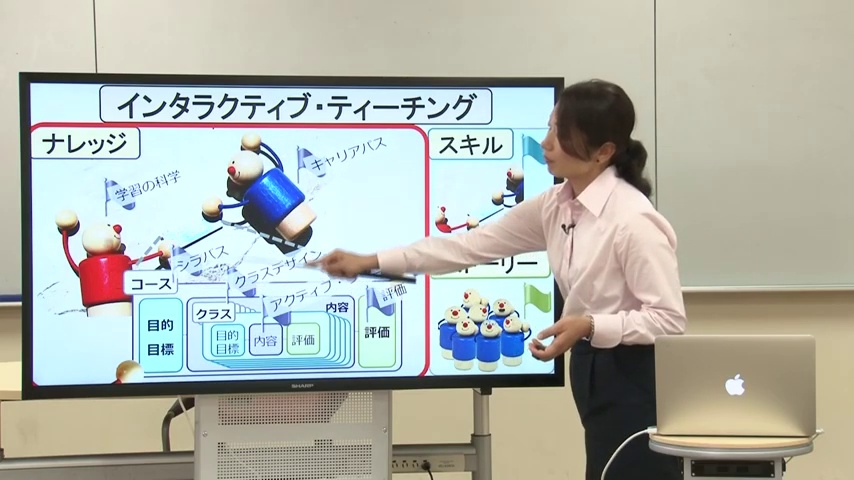 インタラクティブ・ティーチング
ナレッジ
スキル
キャリアパス
学習の科学
シラバス
クラスデザイン
アクティブ・
評価
ーリー
コース
目的
目標
クラス
内容
目的
目標
内容
評価
評価
SHARP